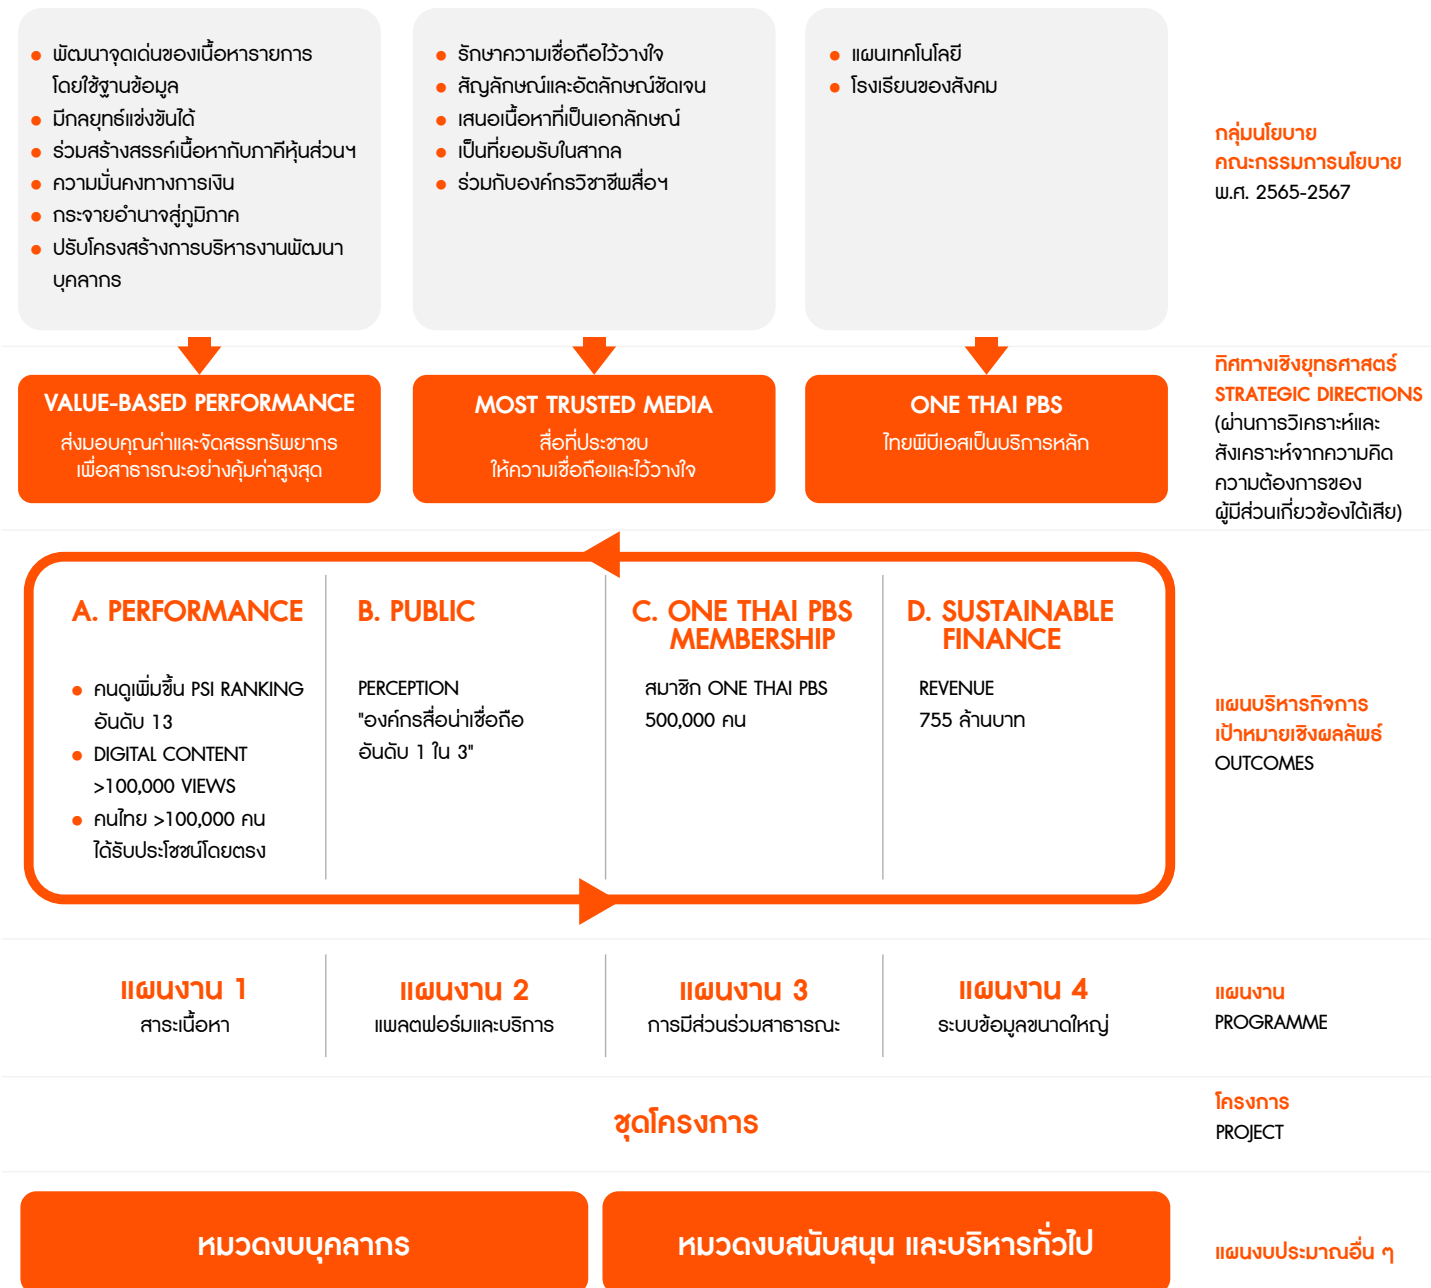 พัฒนาจุดเด่นของเนื้อหารายการ
โดยใช้ฐานข้อมูล
มีกลยุทธ์แข่งขันได้
ร่วมสร้างสรรค์เนื้อหากับภาคีหุ้นส่วนฯ
ความมั่นคงทางการเงิน
กระจายอำนาจสู่ภูมิภาค
ปรับโครงสร้างการบริหารงานพัฒนา
บุคลากร
รักษาความเชื่อถือไว้วางใจ
สัญลักษณ์และอัตลักษณ์ชัดเจน
เสนอเนื้อหาที่เป็นเอกลักษณ์
เป็นที่ยอมรับในสากล
ร่วมกับองค์กรวิชาชีพสื่อฯ
แผนเทคโนโลยี
โรงเรียนของสังคม
กลุ่มนโยบาย
คณะกรรมการนโยบาย
พ.ศ. 2565-2567
VALUE-BASED PERFORMANCE
ส่งมอบคุณค่าและจัดสรรทรัพยากร
เพื่อสาธารณะอย่างคุ้มค่าสูงสุด
MOST TRUSTED MEDIA
สื่อที่ประชาชน
ให้ความเชื่อถือและไว้วางใจ
ONE THAI PBS
ไทยพีบีเอสเป็นบริการหลัก
ทิศทางเชิงยุทธศาสตร์
STRATEGIC DIRECTIONS
(ผ่านการวิเคราะห์และ
สังเคราะห์จากความคิด
ความต้องการของ
ผู้มีส่วนเกี่ยวข้องได้เสีย)
A. PERFORMANCE
คนดูเพิ่มขึ้น PSI RANKING
อันดับ 13
DIGITAL CONTENT
>100,000 VIEWS
คนไทย >100,000 คน
ได้รับประโชชน์โดยตรง
B. PUBLIC
PERCEPTION
"องค์กรสื่อน่าเชื่อถือ
อันดับ 1 ใน 3"
C. ONE THAI PBS
MEMBERSHIP
สมาชิก ONE THAI PBS
500,000 คน
D. SUSTAINABLE
FINANCE
REVENUE
755 ล้านบาท
แผนบริหารกิจการ
เป้าหมายเชิงผลลัพธ์
OUTCOMES
แผนงาน 1
สาระเนื้อหา
แผนงาน 2
แพลตฟอร์มและบริการ
แผนงาน 3
การมีส่วนร่วมสาธารณะ
แผนงาน 4
ระบบข้อมูลขนาดใหญ่
แผนงาน
PROGRAMME
ชุดโครงการ
โครงการ
PROJECT
หมวดงบบุคลากร
หมวดงบสนับสนุน และบริหารทั่วไป
แผนงบประมาณอื่น ๆ